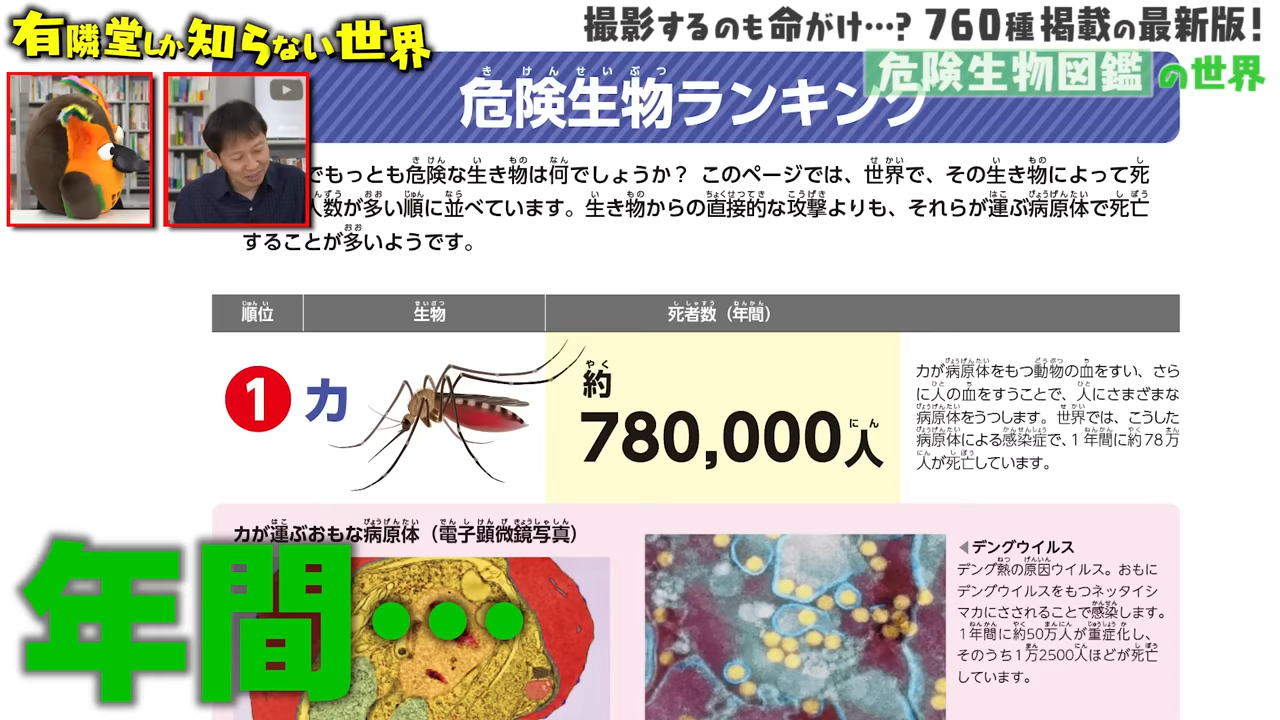 有隣堂しか知らない世界
撮影するのも命がけ…? 760種掲載の最新版!
危険生物図鑑の世界
危険生物ランキング
でもっとも危険な生き物は何でしょうか? このページでは、世界で、その生き物によって死
人数が多い順に並べています。生き物からの直接的な攻撃よりも、それらが運ぶ病原体で死亡
することが多いようです。
順位 生物 死者数(年間)
1 カ 約780,000人
カが病原体をもつ動物の血をすい、さら
に人の血をすうことで、人にさまざまな
病原体をうつします。世界では、こうした
病原体による感染症で、1年間に約78万
人が死亡しています。
カが運ぶおもな病原体(電子顕微鏡写真)
◀デングウイルス
デング熱の原因ウイルス。おもに
デングウイルスをもつネッタイシ
マカにさされることで感染します。
1年間に約50万人が重症化し、
そのうち1万2500人ほどが死亡
しています。
年間…